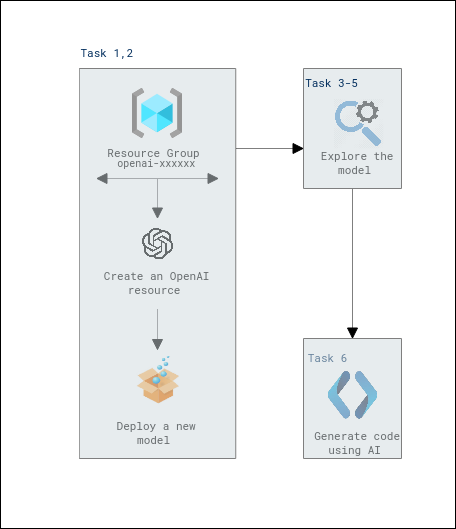 Task 1,2
Resource Group
openai-xxxxxx
Create an OpenAI
resource
Deploy a new
model
Task 3-5
Explore the
model
Task 6
Generate code
using AI